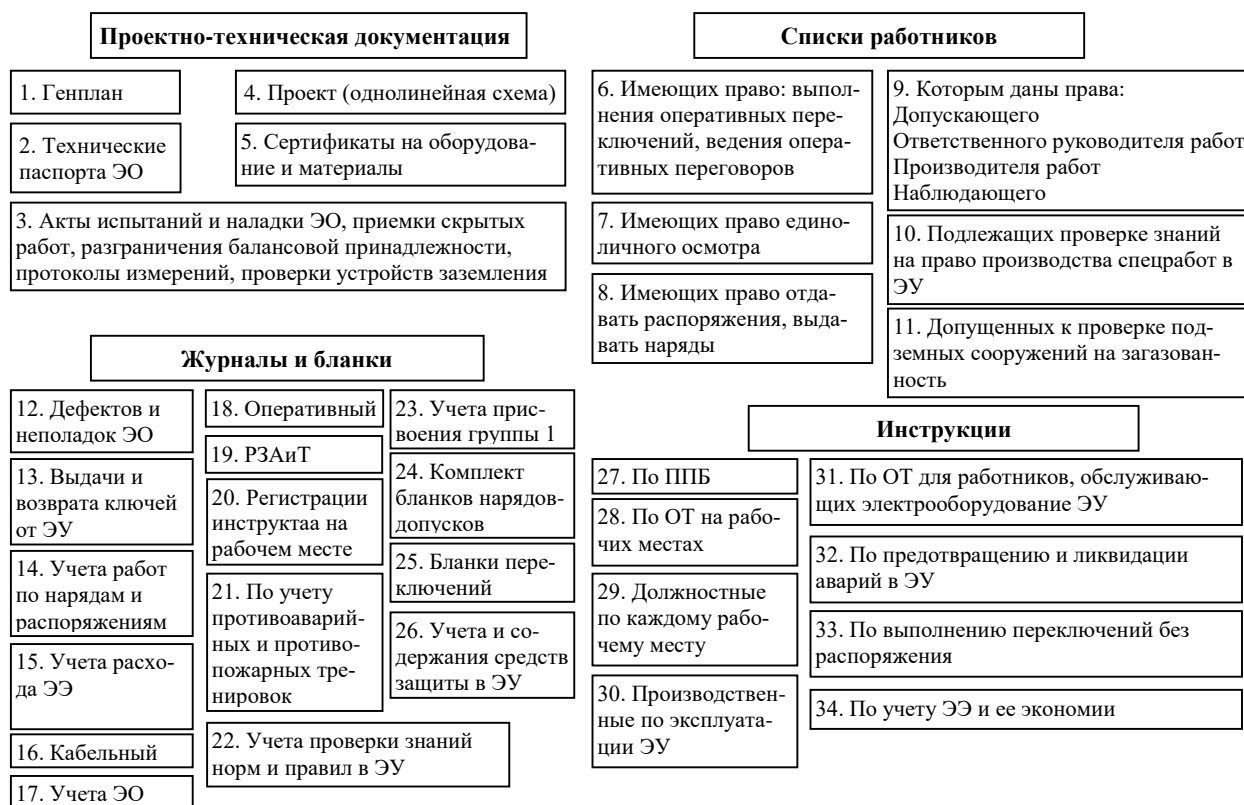 Проектно-техническая документация
1. Генплан
2. Технические
паспорта ЭО
4. Проект (однолинейная схема)
5. Сертификаты на оборудова-
ние и материалы
3. Акты испытаний и наладки ЭО, приемки скрытых
работ, разграничения балансовой принадлежности,
протоколы измерений, проверки устройств заземления
Списки работников
6. Имеющих право: выпол-
нения оперативных пере-
ключений, ведения опера-
тивных переговоров
7. Имеющих право едино-
личного осмотра
8. Имеющих право отда-
вать распоряжения, выда-
вать наряды
9. Которым даны права:
Допускающего
Ответственного руководителя работ
Производителя работ
Наблюдающего
10. Подлежащих проверке знаний
на право производства спецработ в
ЭУ
11. Допущенных к проверке под-
земных сооружений на загазован-
ность
Журналы и бланки
12. Дефектов и
неполадок ЭО
13. Выдачи и
возврата ключей
от ЭУ
14. Учета работ
по нарядам и
распоряжениям
15. Учета расхо-
да ЭЭ
16. Кабельный
17. Учета ЭО
18. Оперативный
19. РЗАиТ
20. Регистрации
инструктаа на
рабочем месте
21. По учету
противоаварий-
ных и противо-
пожарных тре-
нировок
22. Учета проверки знаний
норм и правил в ЭУ
23. Учета прис-
воения группы 1
24. Комплект
бланков нарядов-
допусков
25. Бланки пере-
ключений
26. Учета и со-
держания средств
защиты в ЭУ
Инструкции
27. По ППБ
28. По ОТ на рабо-
чих местах
29. Должностные
по каждому рабо-
чему месту
30. Производствен-
ные по эксплуата-
ции ЭУ
31. По ОТ для работников, обслуживаю-
щих электрооборудование ЭУ
32. По предотвращению и ликвидации
аварий в ЭУ
33. По выполнению переключений без
распоряжения
34. По учету ЭЭ и ее экономии